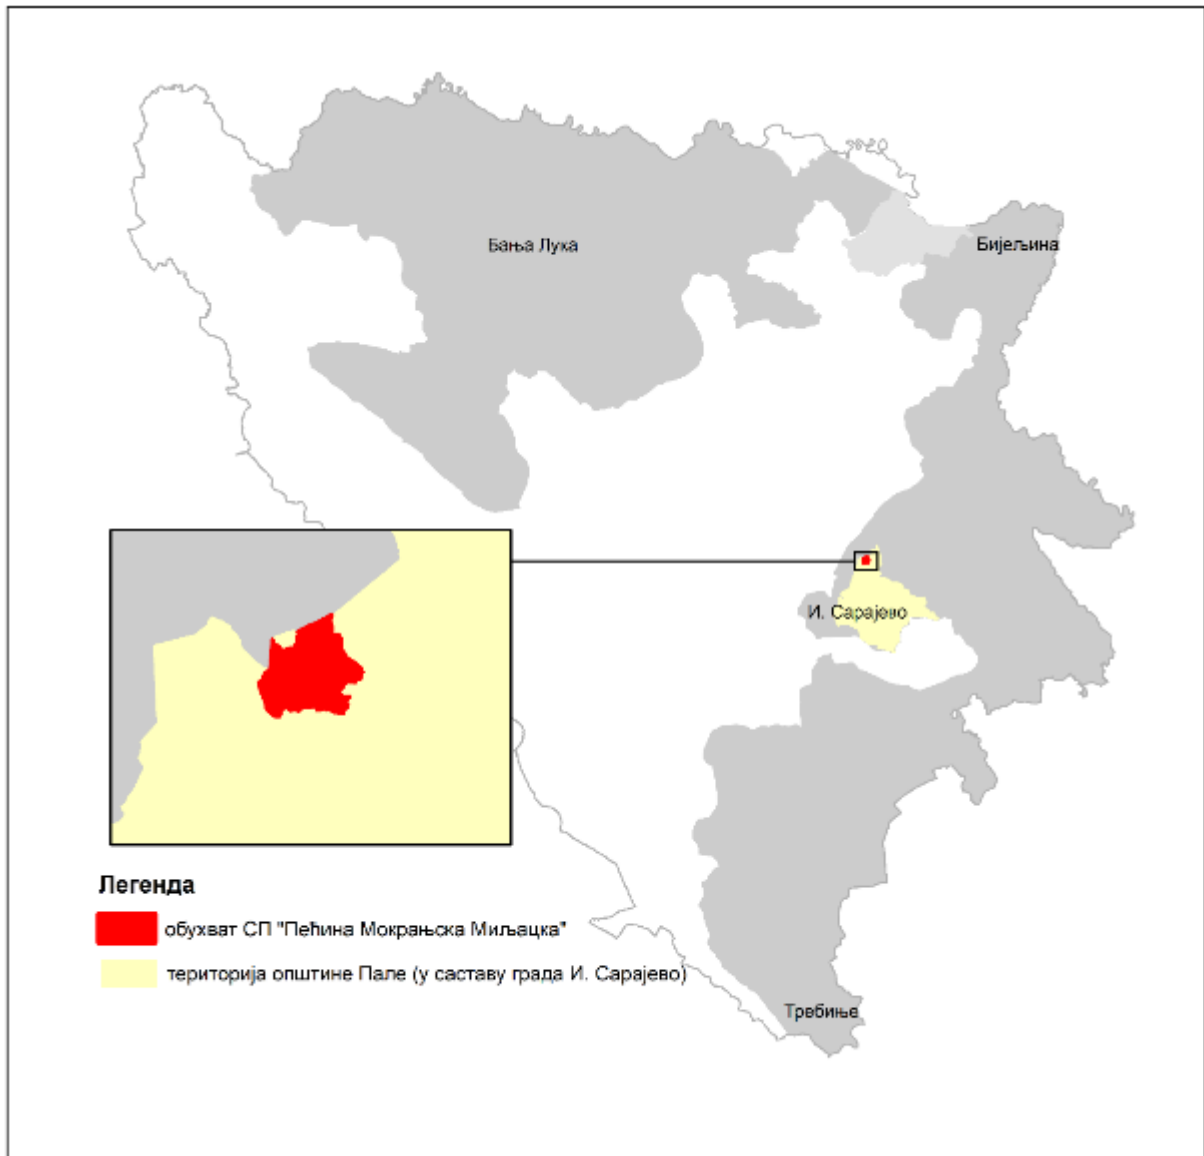 Бања Лука
Бијељина
И. Сарајево
Легенда
обухват СП "Пећина Мокрањска Миљацка"
територија општине Пале (у саставу града И. Сарајево)
Требиње